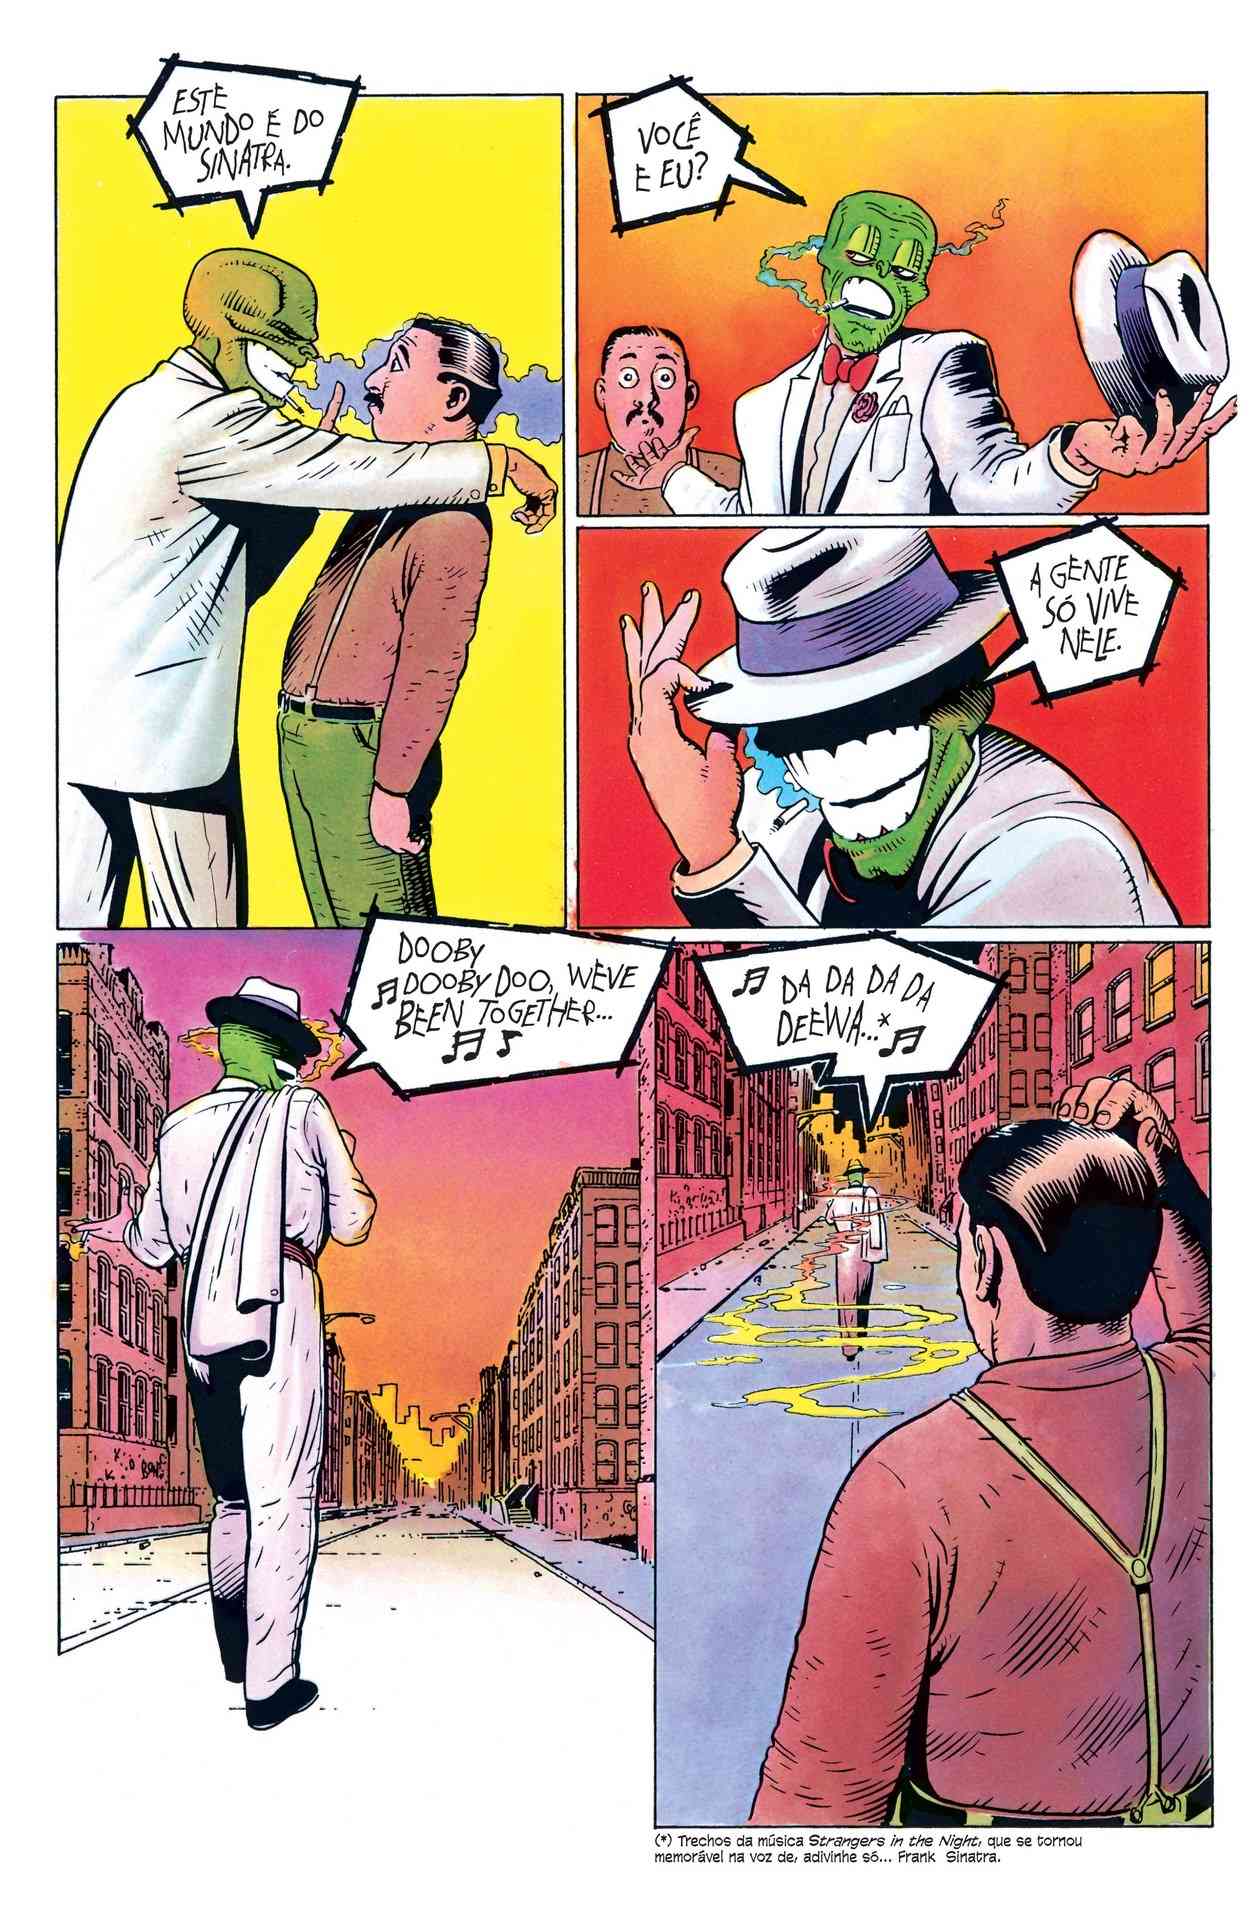 ESTE
MUNDO É DO
SINATRA.
VOCÊ
E EU?
A GENTE
SÓ VIVE
NELE.
DOOBY
DOOBY DOO, WE'VE
BEEN TOGETHER...
DA DA DA DA
DEEWA...*
(*) Trechos da música Strangers in the Night, que se tornou
memorável na voz de, adivinhe só... Frank Sinatra.